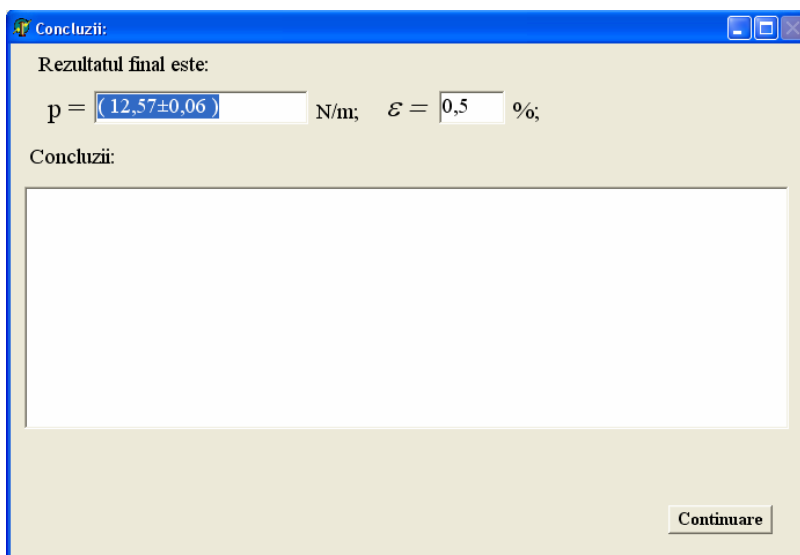 Concluzii:
Rezultatul final este:
p = ( 12,57±0,06 ) N/m; ε = 0,5 %;
Concluzii:
Continuare